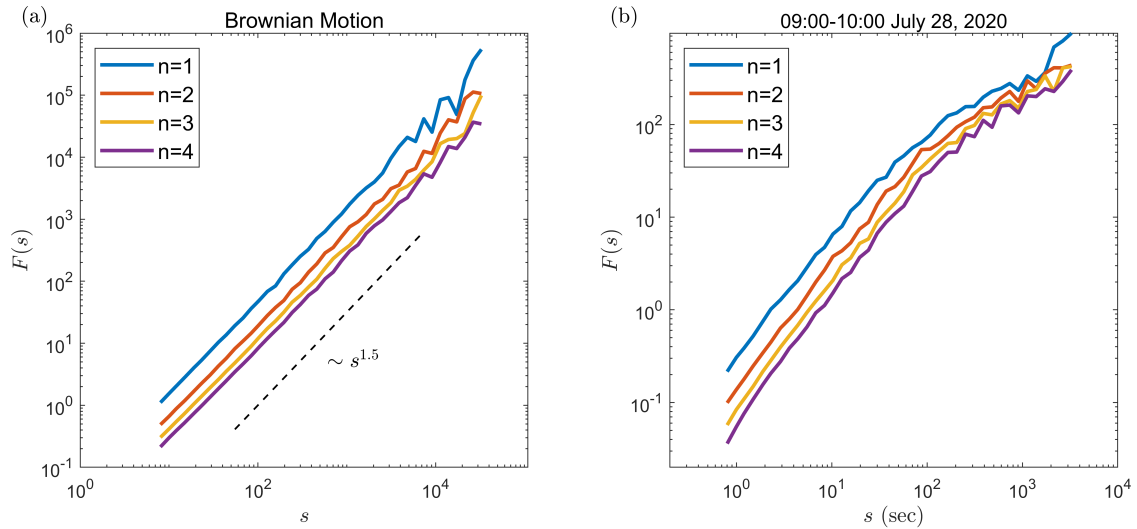 (a)
Brownian Motion
10^6
10^5
10^4
10^3
10^2
10^1
10^0
10^-1
F(s)
n=1
n=2
n=3
n=4
~ s^1.5
10^0
10^2
10^4
s
(b)
09:00-10:00 July 28, 2020
10^2
10^1
10^0
10^-1
F(s)
n=1
n=2
n=3
n=4
10^0
10^1
10^2
10^3
10^4
s (sec)